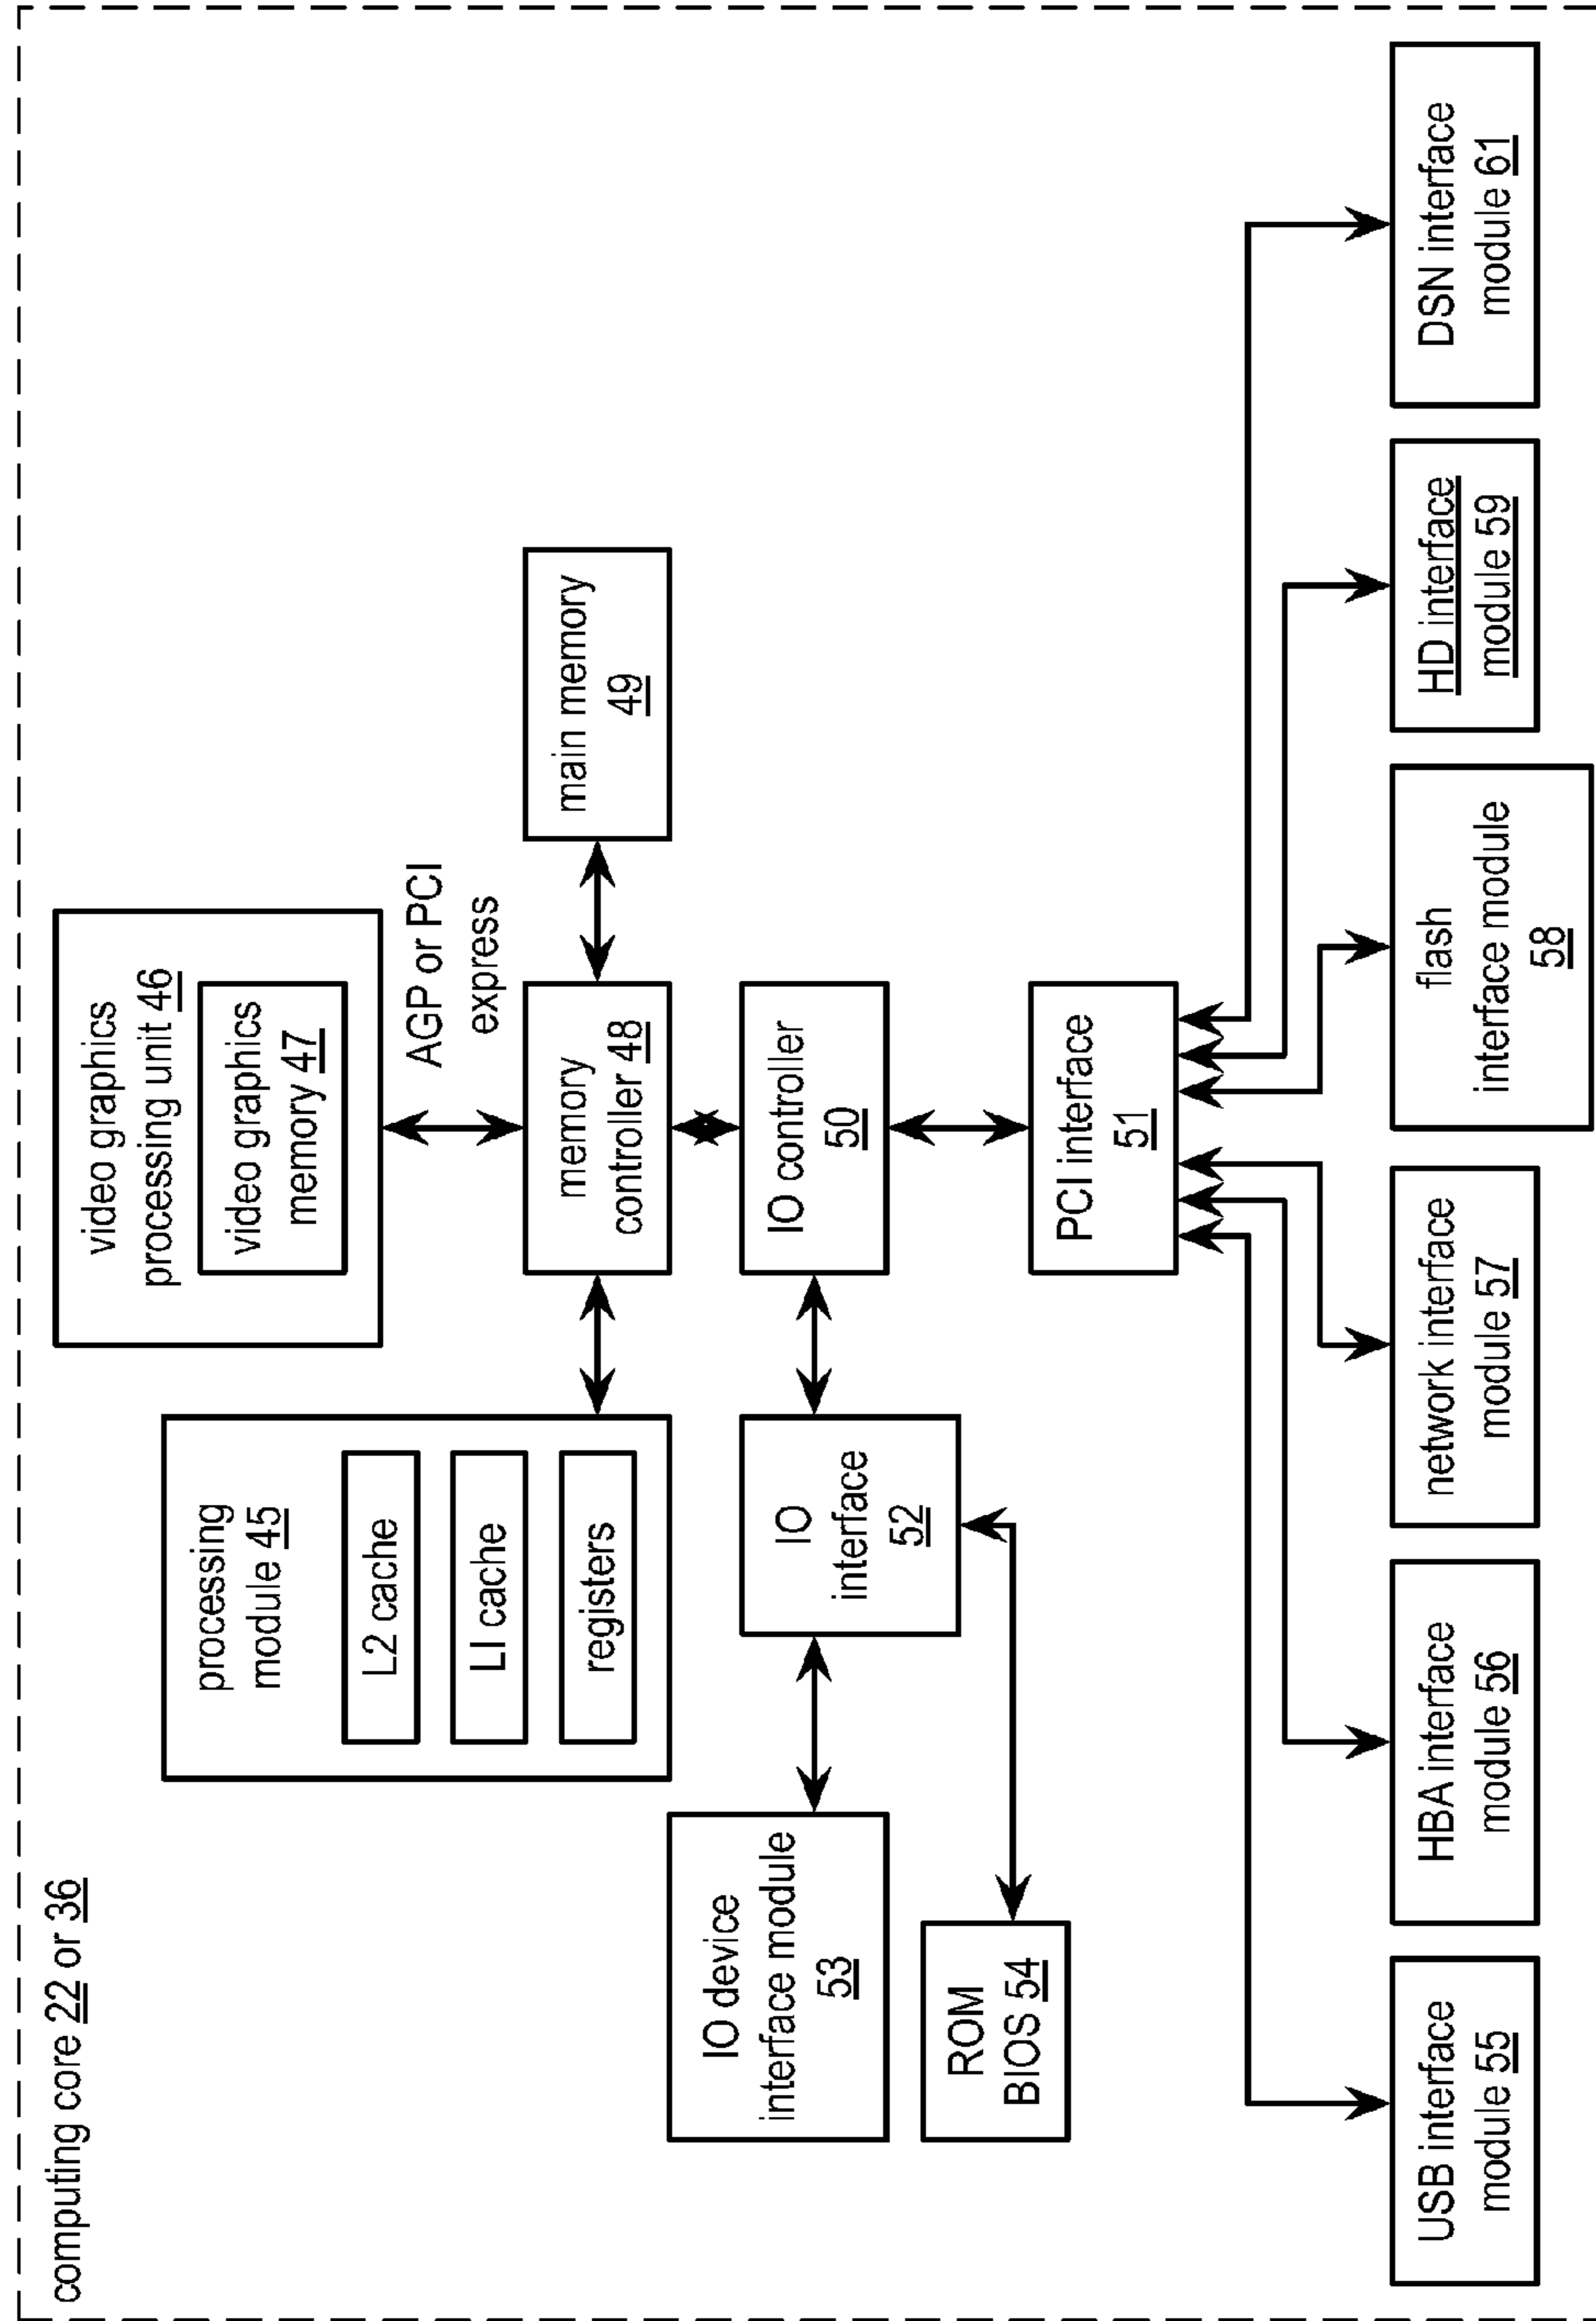 computing core 22 or 36
video graphics
processing unit 46
video graphics
memory 47
processing
module 45
L2 cache
LI cache
registers
AGP or PCI
express
memory
controller 48
main memory
49
IO device
interface module
53
IO
interface
52
IO controller
50
ROM
BIOS 54
PCI interface
51
USB interface
module 55
HBA interface
module 56
network interface
module 57
flash
interface module
58
HD interface
module 59
DSN interface
module 61